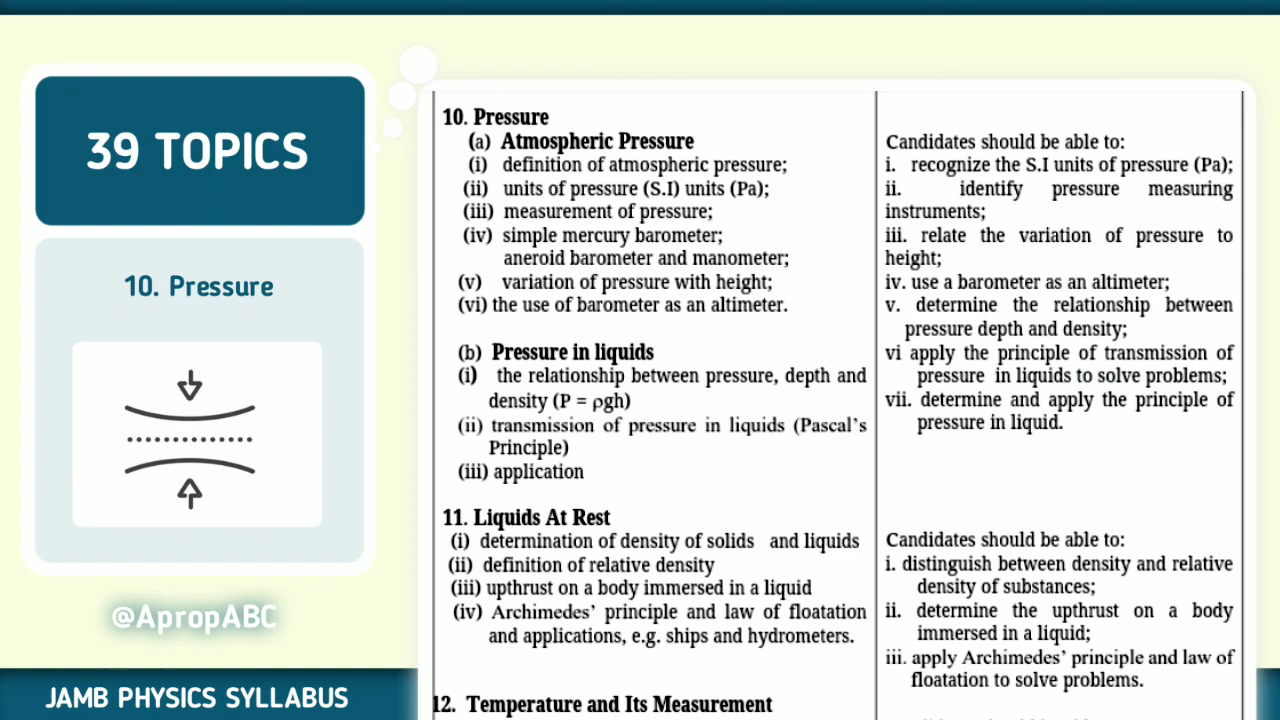 39 TOPICS
10. Pressure
@ApropABC
JAMB PHYSICS SYLLABUS
10. Pressure
(a) Atmospheric Pressure
(i) definition of atmospheric pressure;
(ii) units of pressure (S.I) units (Pa);
(iii) measurement of pressure;
(iv) simple mercury barometer;
aneroid barometer and manometer;
(v) variation of pressure with height;
(vi) the use of barometer as an altimeter.
(b) Pressure in liquids
(i) the relationship between pressure, depth and
density (P = ρgh)
(ii) transmission of pressure in liquids (Pascal's
Principle)
(iii) application
11. Liquids At Rest
(i) determination of density of solids and liquids
(ii) definition of relative density
(iii) upthrust on a body immersed in a liquid
(iv) Archimedes' principle and law of floatation
and applications, e.g. ships and hydrometers.
12. Temperature and Its Measurement
Candidates should be able to:
i. recognize the S.I units of pressure (Pa);
ii. identify pressure measuring
instruments;
iii. relate the variation of pressure to
height;
iv. use a barometer as an altimeter;
v. determine the relationship between
pressure depth and density;
vi apply the principle of transmission of
pressure in liquids to solve problems;
vii. determine and apply the principle of
pressure in liquid.
Candidates should be able to:
i. distinguish between density and relative
density of substances;
ii. determine the upthrust on a body
immersed in a liquid;
iii. apply Archimedes' principle and law of
floatation to solve problems.